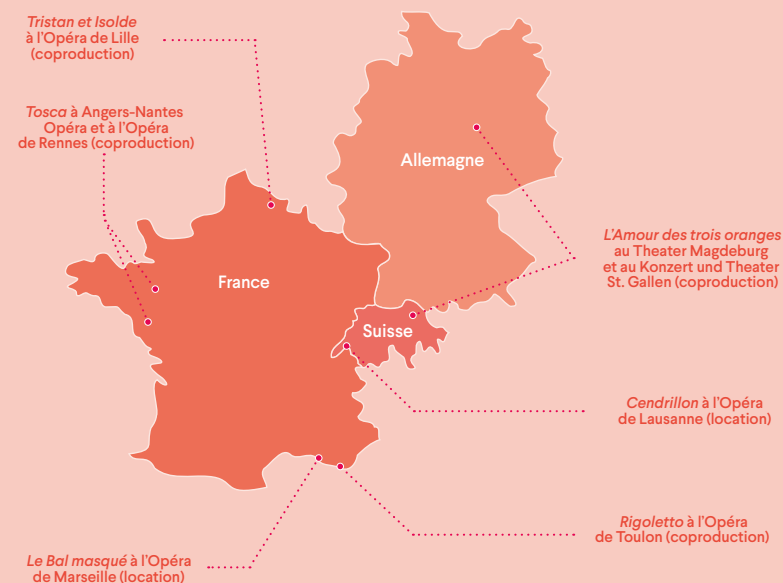 Tristan et Isolde
à l'Opéra de Lille
(coproduction)
Tosca à Angers-Nantes
Opéra et à l'Opéra
de Rennes (coproduction)
Allemagne
France
Suisse
L'Amour des trois oranges
au Theater Magdeburg
et au Konzert und Theater
St. Gallen (coproduction)
Cendrillon à l'Opéra
de Lausanne (location)
Rigoletto à l'Opéra
de Toulon (coproduction)
Le Bal masqué à l'Opéra
de Marseille (location)